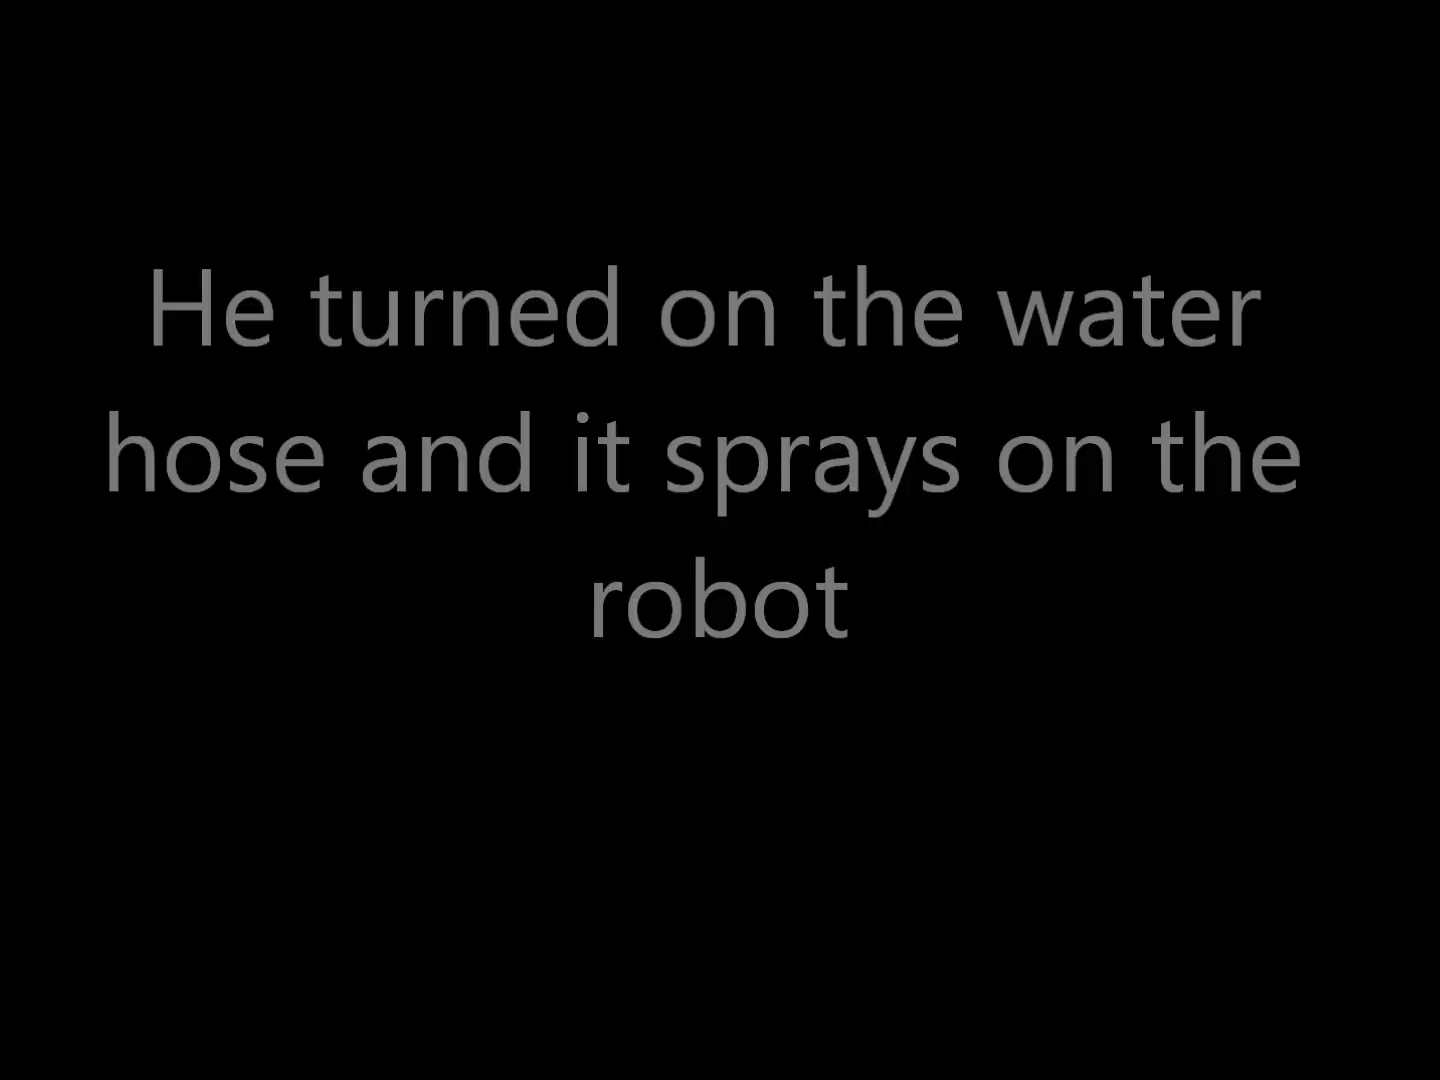 He turned on the water
hose and it sprays on the
robot